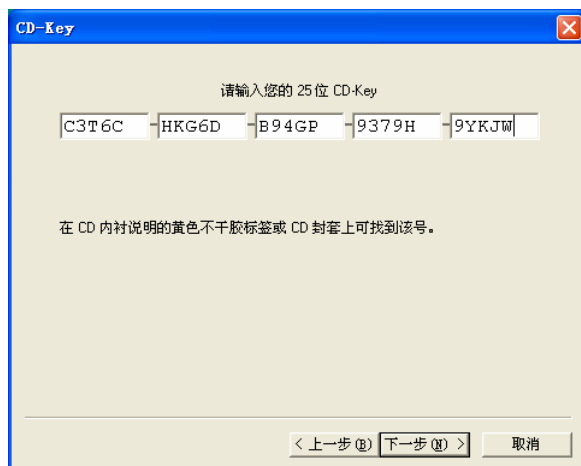 CD-Key
请输入您的 25位 CD-Key
C3T6C-HKG6D-B94GP-9379H-9YKJW
在 CD 内衬说明的黄色不干胶标签或 CD 封套上可找到该号。
< 上一步(B) 下一步(N) > 取消